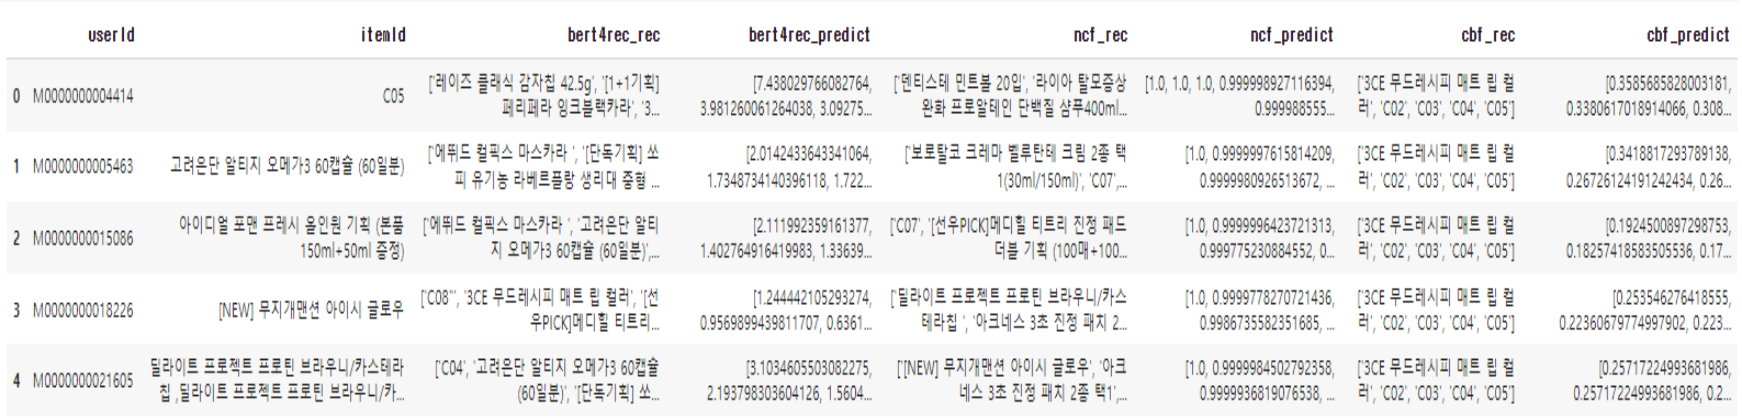 userId itemId bert4rec_rec bert4rec_predict ncf_rec ncf_predict cbf_rec cbf_predict
0 M0000000004414 C05 ['레이즈 클래식 감자칩 42.5g', '[1+1기획] 페리페라 잉크블랙카라', '3... [7.438029766082764, 3.981260061264038, 3.09275... ['덴티스테 민트볼 20입', '라이아 탈모증상 완화 프로알테인 단백질 샴푸400ml... [1.0, 1.0, 1.0, 0.999998927116394, 0.999988555... ['3CE 무드레시피 매트 립 컬러', 'C02', 'C03', 'C04', 'C05'] [0.3585685828003181, 0.3380617018914066, 0.308...
1 M0000000005463 고려은단 알티지 오메가3 60캡슐 (60일분) ['에뛰드 컬픽스 마스카라 ', '[단독기획] 쏘피 유기농 라베르플랑 생리대 중형 ... [2.0142433643341064, 1.7348734140396118, 1.722... ['보로탈코 크레마 벨루탄테 크림 2종 택1(30ml/150ml)', 'C07',... [1.0, 0.9999997615814209, 0.9999980926513672, ... ['3CE 무드레시피 매트 립 컬러', 'C02', 'C03', 'C04', 'C05'] [0.3418817293789138, 0.26726124191242434, 0.26...
2 M0000000015086 아이디얼 포맨 프레시 올인원 기획 (본품 150ml+50ml 증정) ['에뛰드 컬픽스 마스카라 ', '고려은단 알티지 오메가3 60캡슐 (60일분)',... [2.111992359161377, 1.402764916419983, 1.33639... ['C07', '[선우PICK]메디힐 티트리 진정 패드 더블 기획 (100매+100... [1.0, 0.9999996423721313, 0.999775230884552, 0... ['3CE 무드레시피 매트 립 컬러', 'C02', 'C03', 'C04', 'C05'] [0.1924500897298753, 0.18257418583505536, 0.17...
3 M0000000018226 [NEW] 무지개맨션 아이시 글로우 ['C08"', '3CE 무드레시피 매트 립 컬러', '[선우PICK]메디힐 티트리... [1.244442105293274, 0.9569899439811707, 0.6361... ['딜라이트 프로젝트 프로틴 브라우니/카스테라칩 ', '아크네스 3초 진정 패치 2... [1.0, 0.9999778270721436, 0.9986735582351685, ... ['3CE 무드레시피 매트 립 컬러', 'C02', 'C03', 'C04', 'C05'] [0.253546276418555, 0.22360679774997902, 0.223...
4 M0000000021605 딜라이트 프로젝트 프로틴 브라우니/카스테라칩 ,딜라이트 프로젝트 프로틴 브라우니/카... ['C04', '고려은단 알티지 오메가3 60캡슐 (60일분)', '[단독기획] 쏘... [3.1034605503082275, 2.193798303604126, 1.5604... ['[NEW] 무지개맨션 아이시 글로우', '아크네스 3초 진정 패치 2종 택1',... [1.0, 0.9999984502792358, 0.9999936819076538, ... ['3CE 무드레시피 매트 립 컬러', 'C02', 'C03', 'C04', 'C05'] [0.257172224993681986, 0.25717224993681986, 0.2...